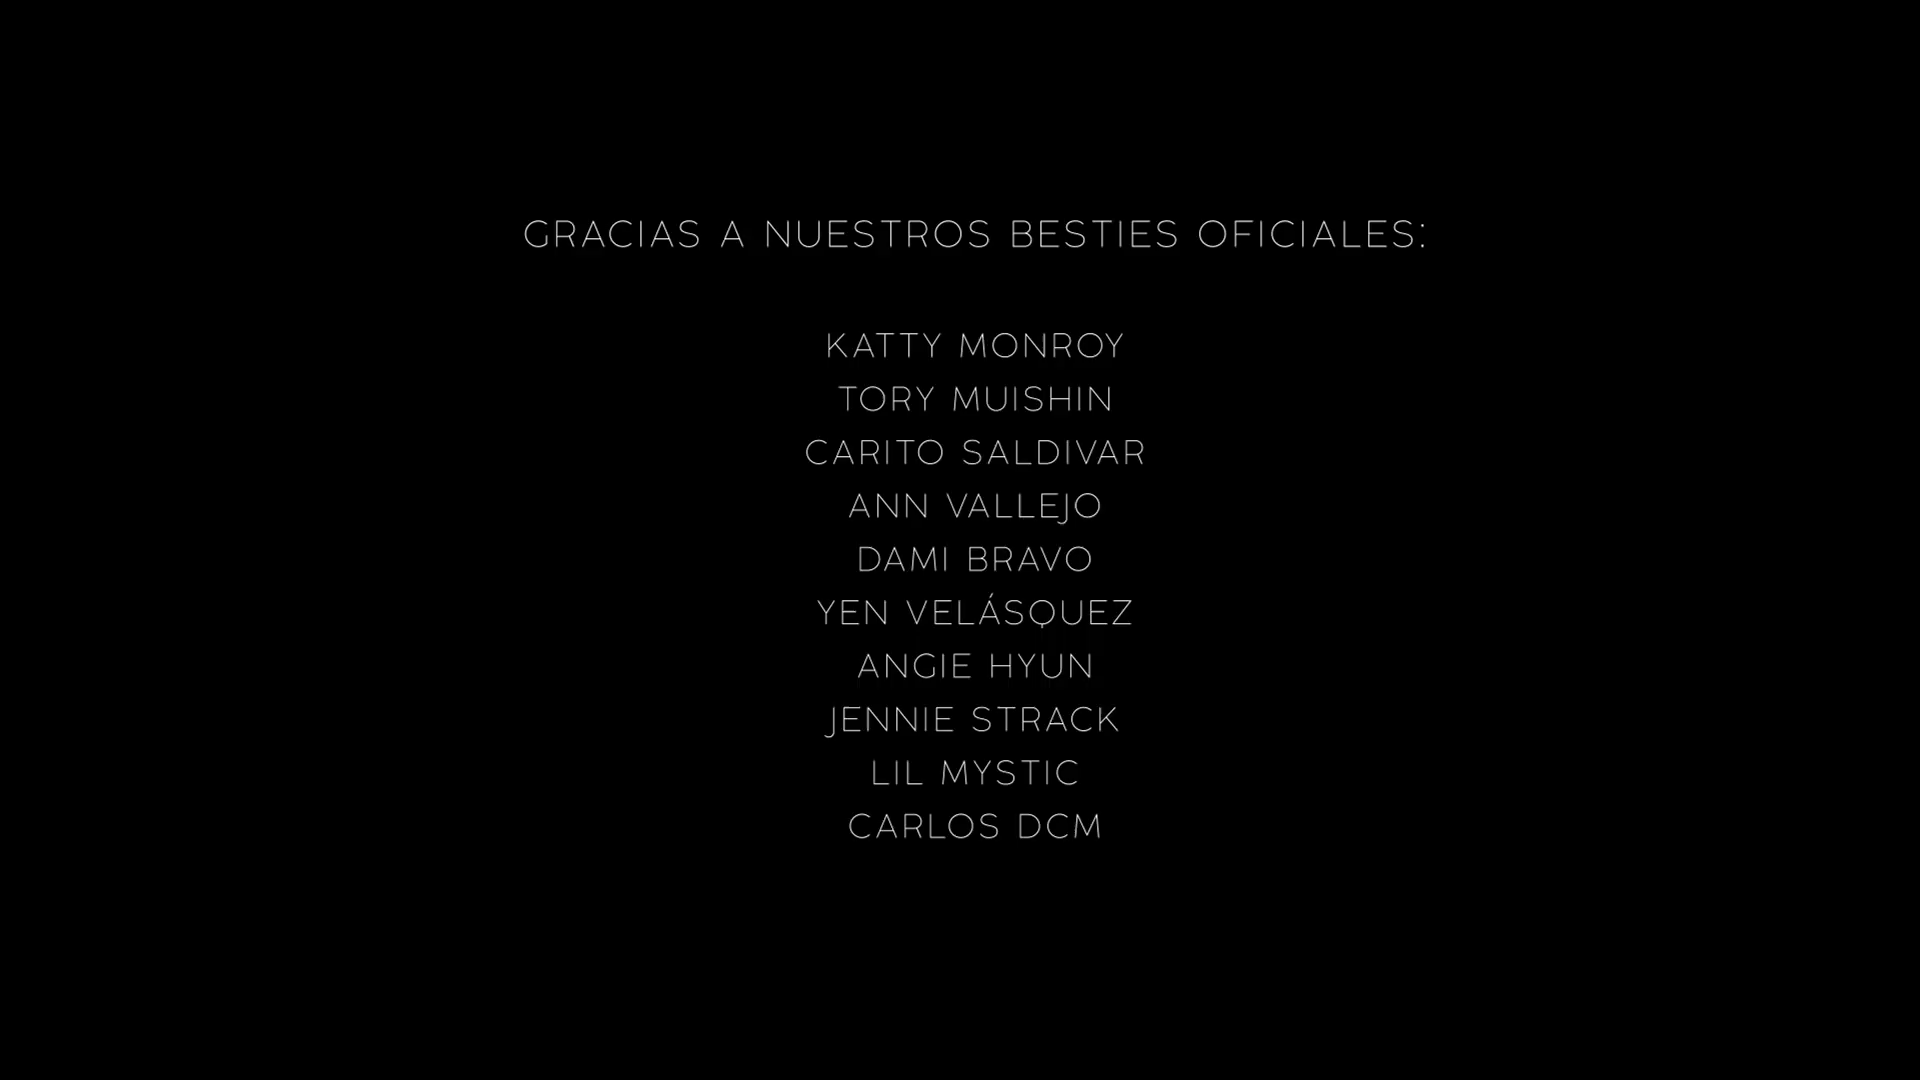 GRACIAS A NUESTROS BESTIES OFICIALES:
KATTY MONROY
TORY MUISHIN
CARITO SALDIVAR
ANN VALLEJO
DAMI BRAVO
YEN VELÁSQUEZ
ANGIE HYUN
JENNIE STRACK
LIL MYSTIC
CARLOS DCM